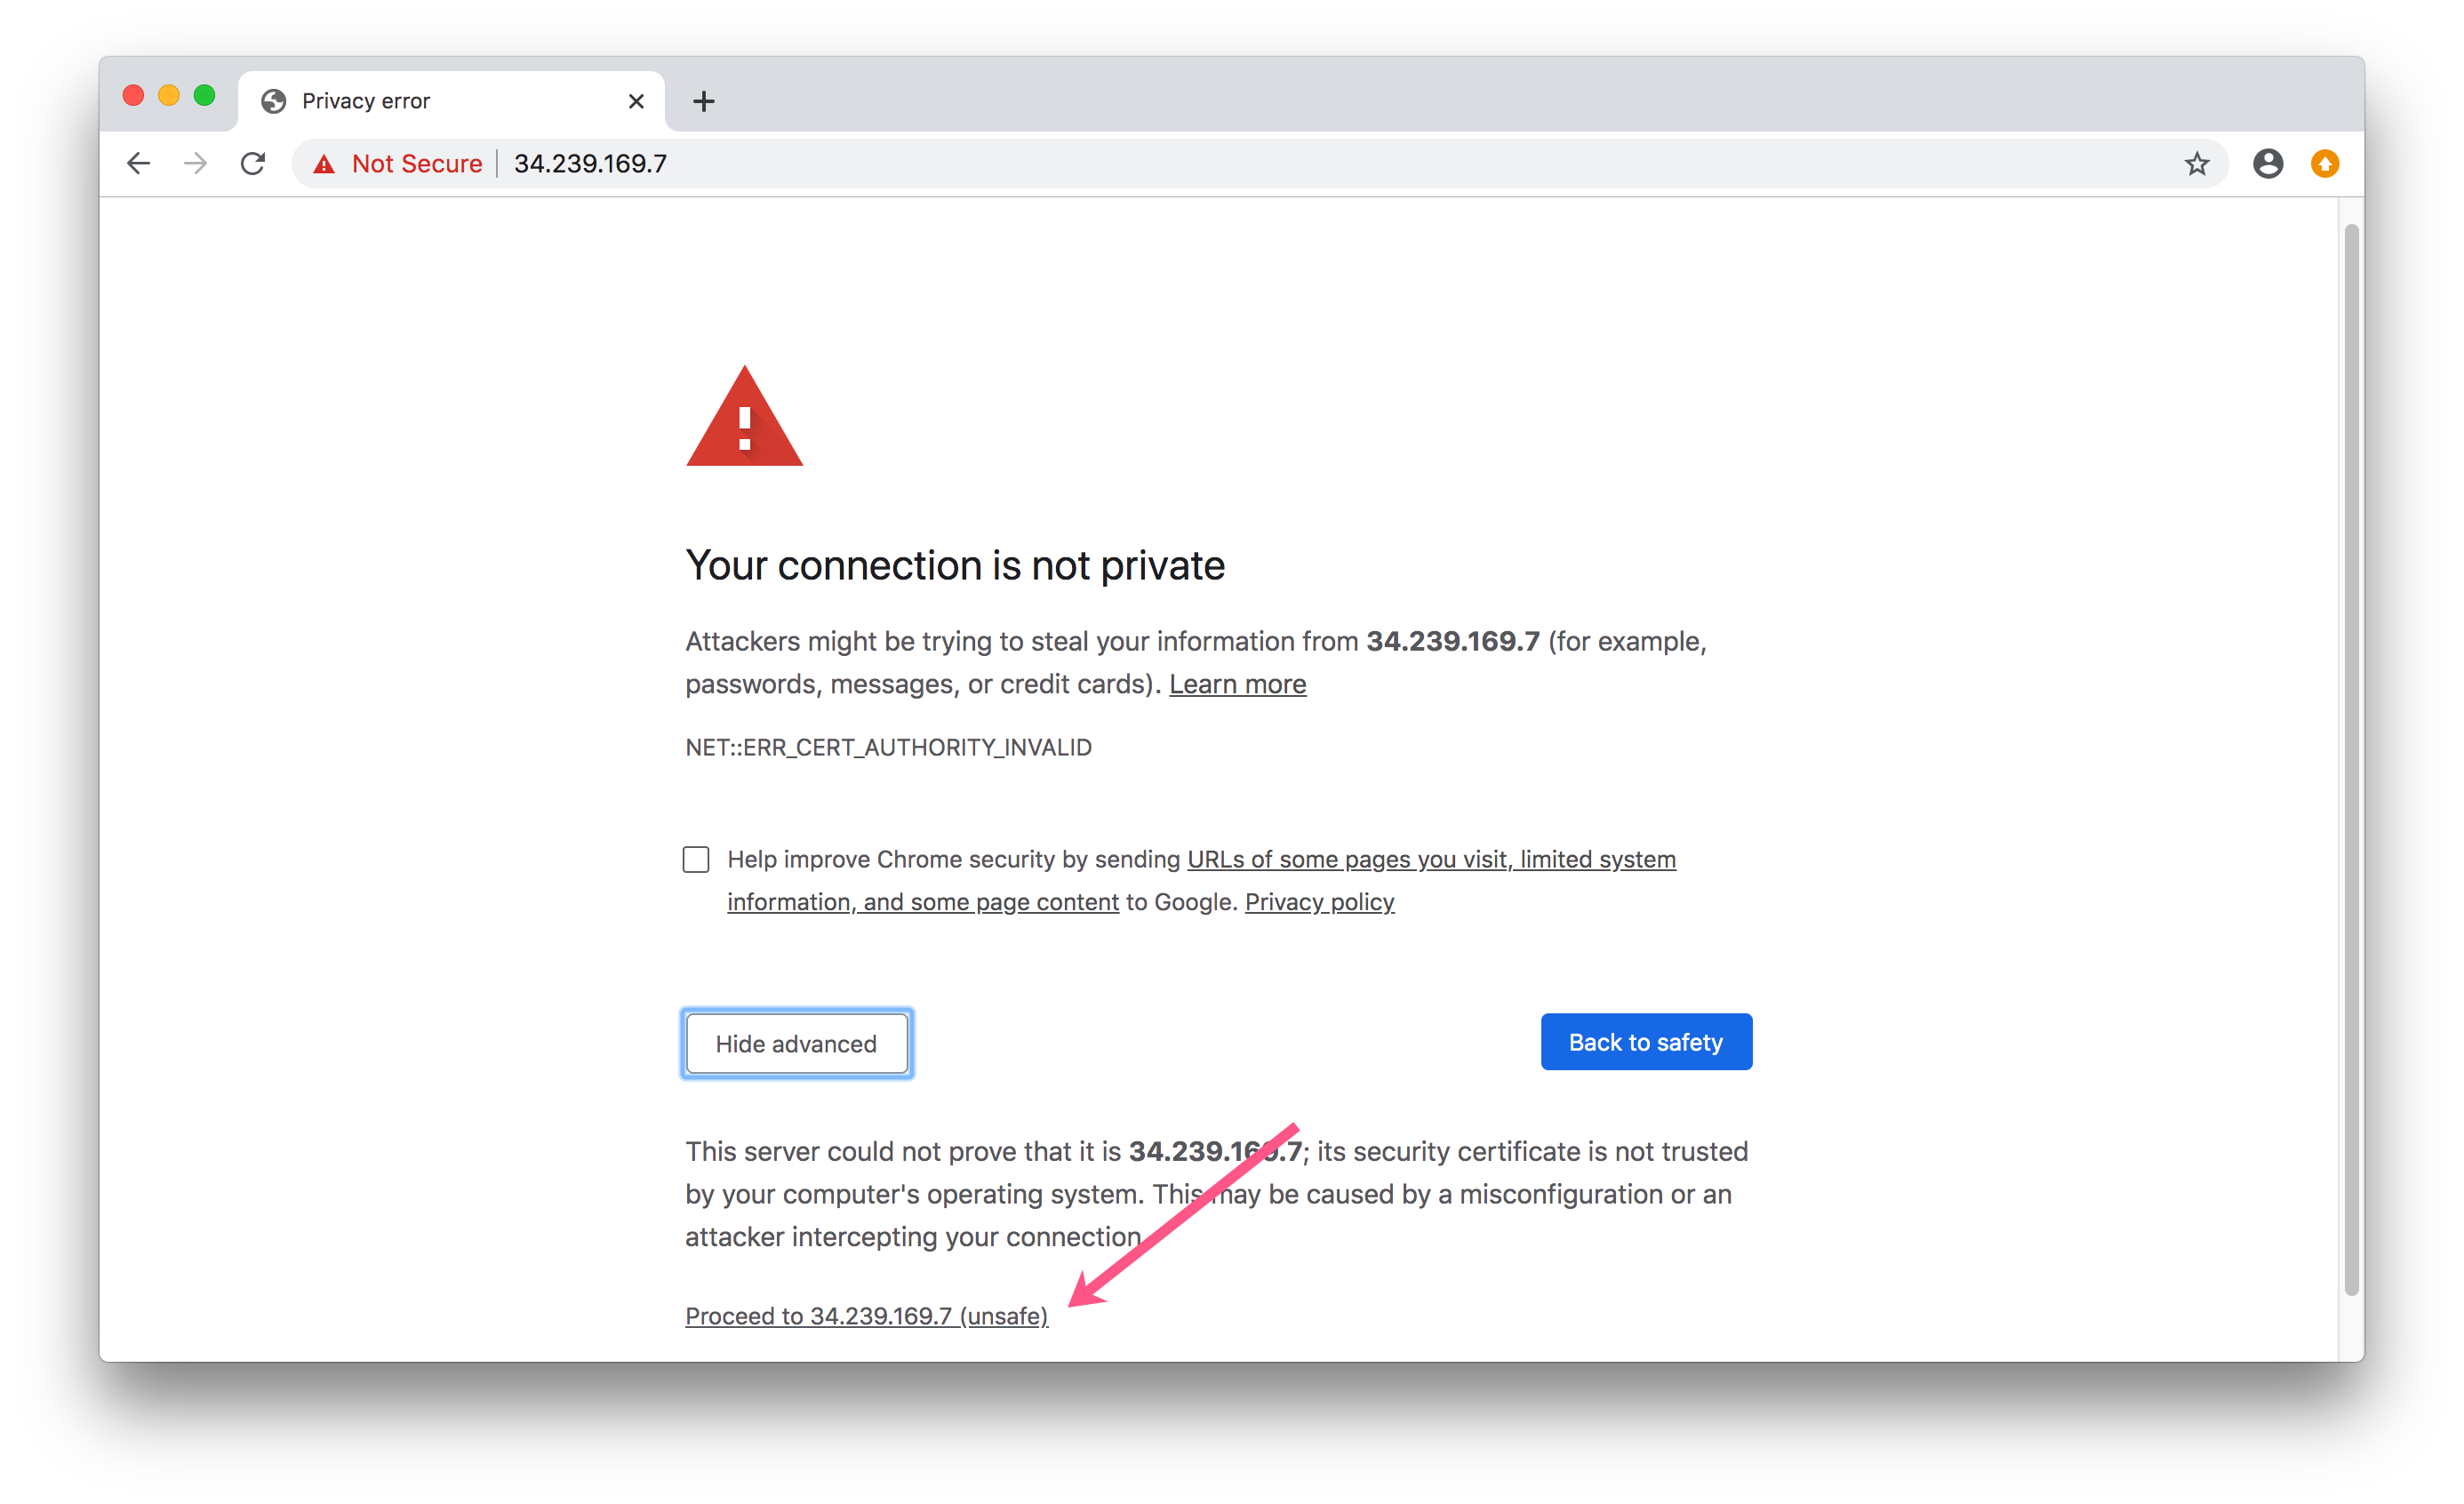 Privacy error
Not Secure 34.239.169.7
Your connection is not private
Attackers might be trying to steal your information from 34.239.169.7 (for example,
passwords, messages, or credit cards). Learn more
NET::ERR_CERT_AUTHORITY_INVALID
Help improve Chrome security by sending URLs of some pages you visit, limited system
information, and some page content to Google. Privacy policy
Hide advanced
Back to safety
This server could not prove that it is 34.239.169.7; its security certificate is not trusted
by your computer's operating system. This may be caused by a misconfiguration or an
attacker intercepting your connection.
Proceed to 34.239.169.7 (unsafe)